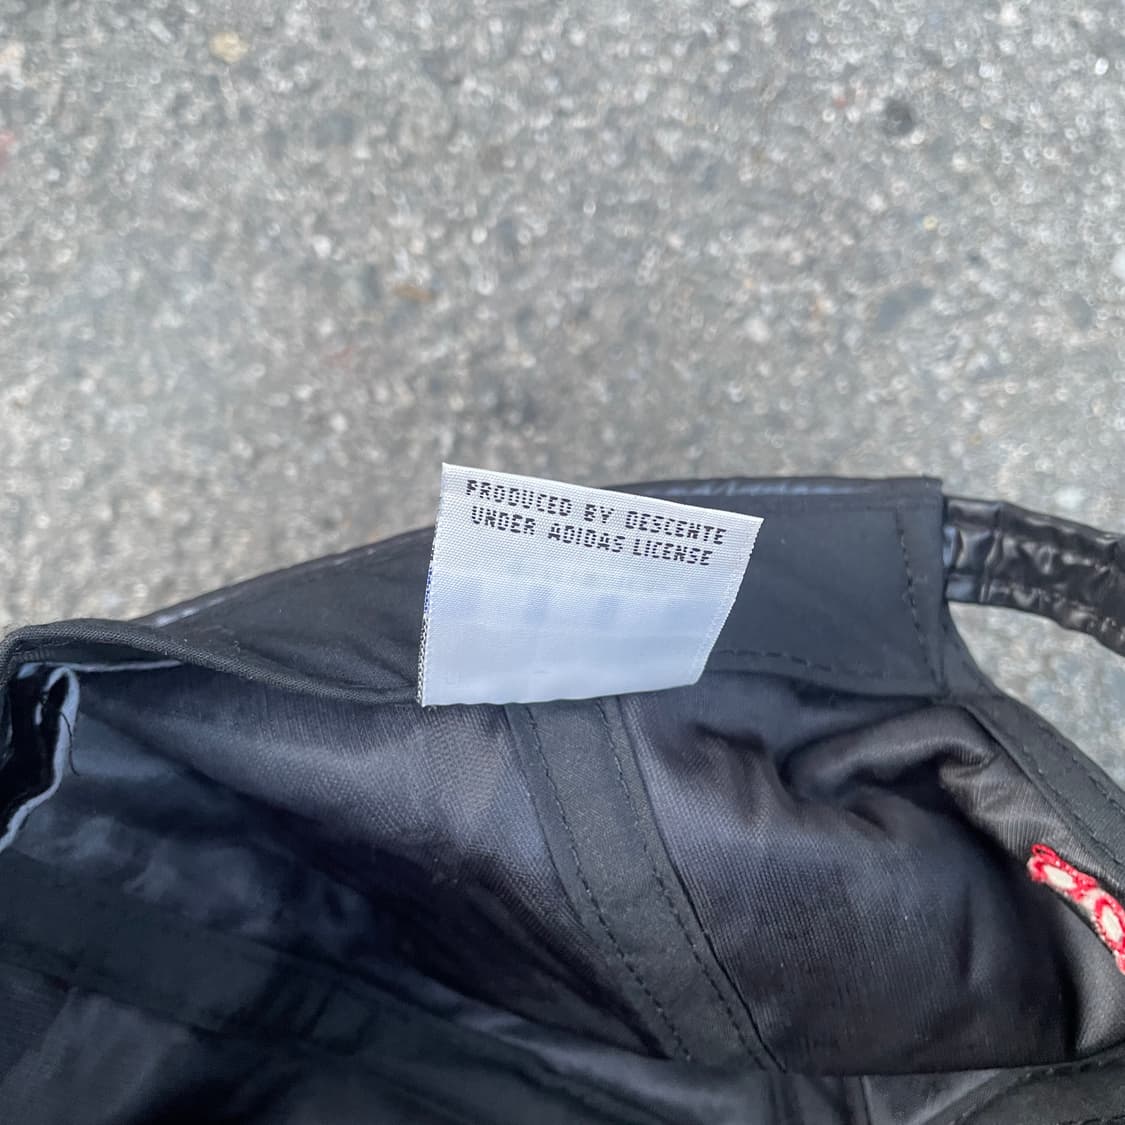 PRODUCED BY DESCENTE
UNDER ADIDAS LICENSE